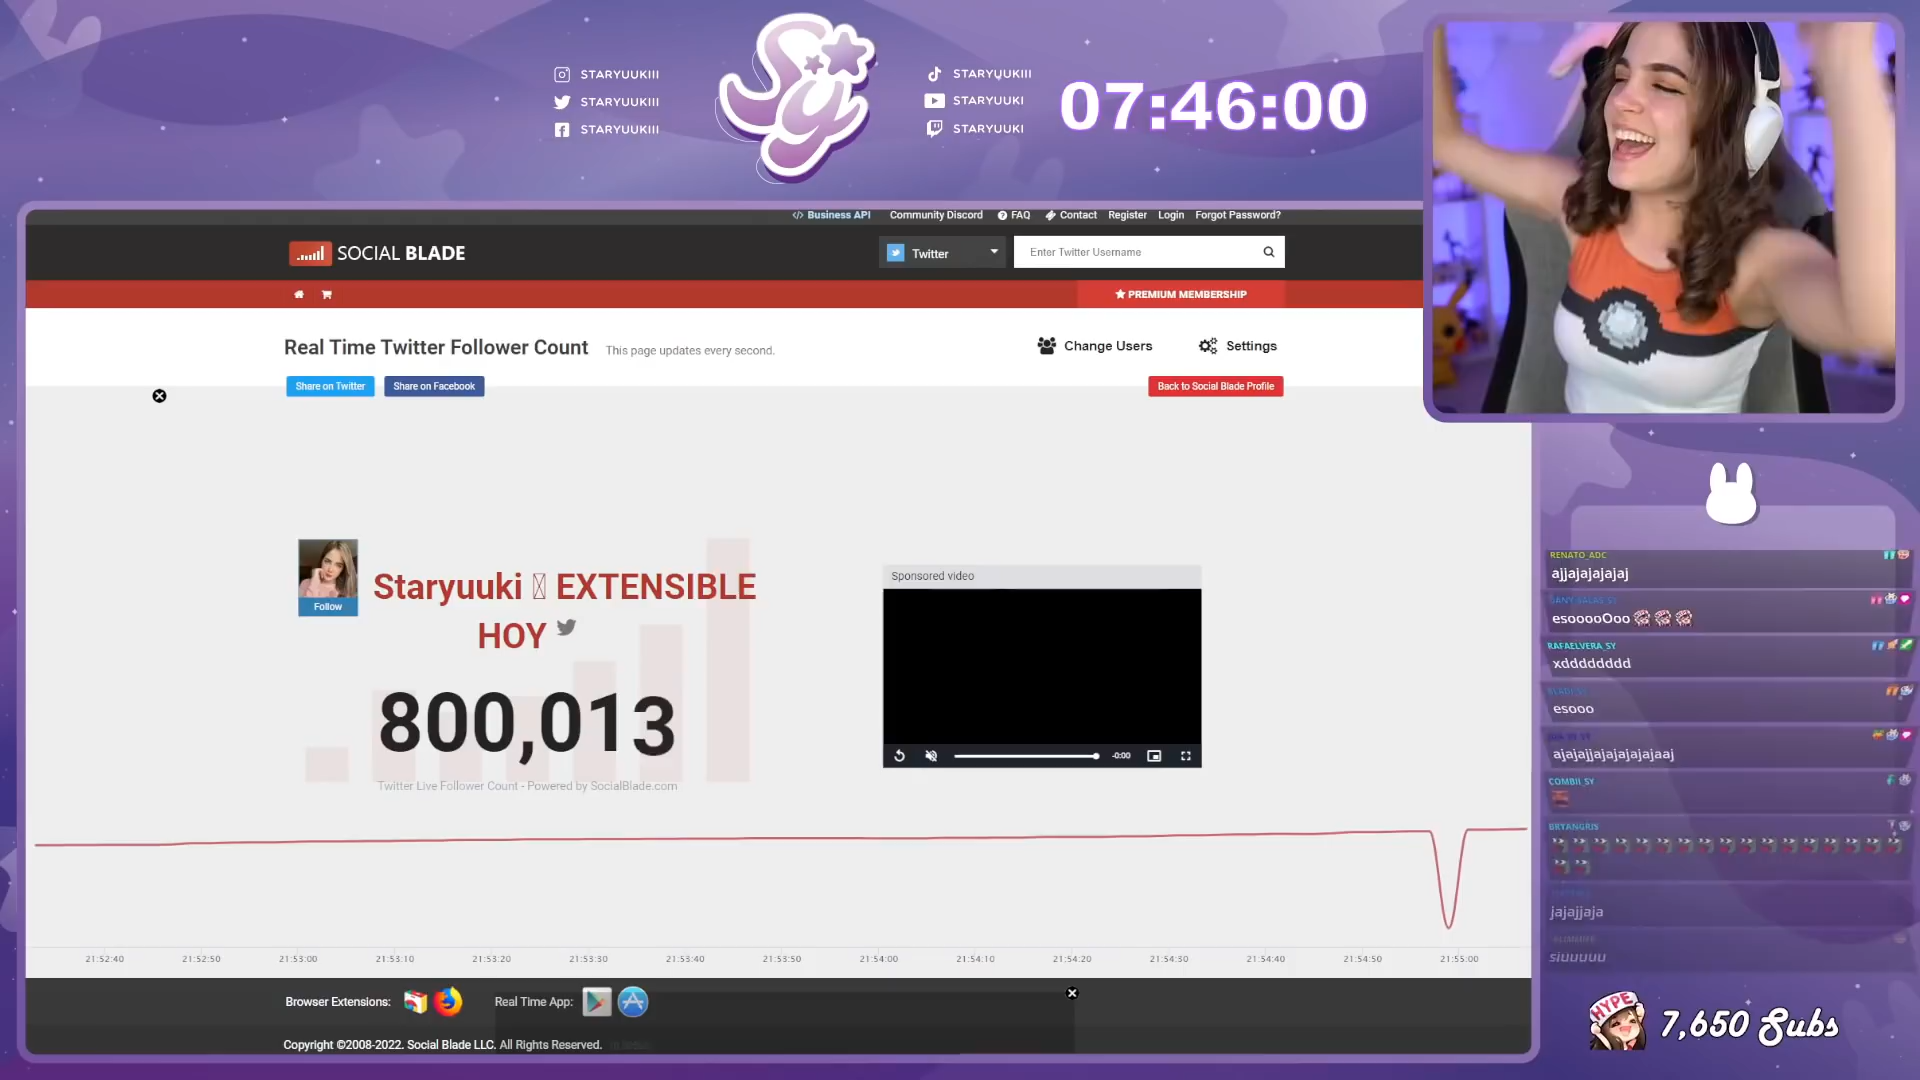 STARYUUKIII
STARYUUKIII
STARYUUKIII
Sy
STARYUUKIII
STARYUUKI
STARYUUKI
07:46:00
Business API
Community Discord
FAQ
Contact
Register
Login
Forgot Password?
SOCIAL BLADE
Twitter
Enter Twitter Username
PREMIUM MEMBERSHIP
Real Time Twitter Follower Count
This page updates every second.
Change Users
Settings
Share on Twitter
Share on Facebook
Back to Social Blade Profile
Follow
Staryuuki EXTENSIBLE
HOY
800,013
Twitter Live Follower Count - Powered by SocialBlade.com
Sponsored video
-0:00
21:52:40 21:52:50 21:53:00 21:53:10 21:53:20 21:53:30 21:53:40 21:53:50 21:54:00 21:54:10 21:54:20 21:54:30 21:54:40 21:54:50 21:55:00
Browser Extensions:
Real Time App:
Copyright ©2008-2022. Social Blade LLC. All Rights Reserved.
RENATO_ADC
ajjajajajajaj
esooooOoo
RAFAELVERA_SY
xdddddddd
esooo
ajajajjajajajajajaaj
COMBII_SY
BRYANGRIS
jajajjaja
siuuuuu
HYPE
7,650 Subs